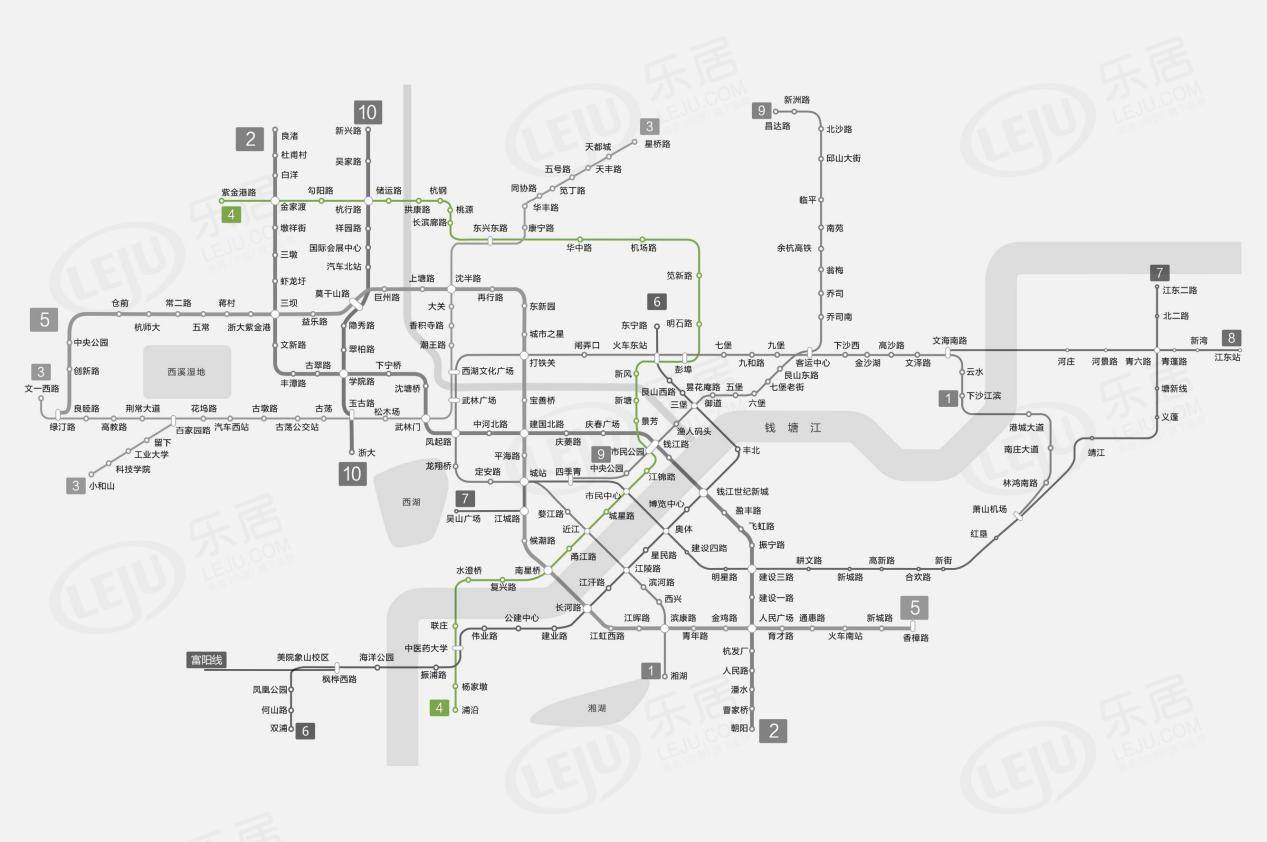 10
9
新洲路
昌达路
3
星桥路
2
良渚
新兴路
北沙路
天都城
杜甫村
吴家路
五号路
天丰路
邱山大街
白洋
同协路
笕丁路
紫金港路
勾阳路
储运路
杭钢
临平
4
金家渡
杭行路
拱康路
桃源
华丰路
长滨廊路
墩祥街
祥园路
东兴东路
康宁路
南苑
国际会展中心
华中路
机场路
余杭高铁
三墩
汽车北站
翁梅
7
虾龙圩
上塘路
沈半路
笕新路
江东二路
莫干山路
巨州路
再行路
乔司
仓前
常二路
蒋村
三坝
大关
东新园
6
5
杭师大
五常
浙大紫金港
益乐路
隐秀路
香积寺路
东宁路
明石路
乔司南
北二路
城市之星
8
中央公园
文新路
翠柏路
潮王路
闸弄口
火车东站
七堡
九堡
下沙西
高沙路
文海南路
新湾
打铁关
彭埠
九和路
客运中心
金沙湖
文泽路
河庄
河景路
青六路
青蓬路
江东站
3
创新路
西溪湿地
古翠路
下宁桥
西湖文化广场
新风
艮山东路
云水
文一西路
丰潭路
学院路
沈塘桥
艮山西路
昙花庵路
五堡
七堡老街
塘新线
1
下沙江滨
良睦路
荆常大道
花坞路
古墩路
古荡
玉古路
松木场
武林广场
宝善桥
新塘
三堡
御道
六堡
绿汀路
高教路
百家园路
汽车西站
古荡公交站
武林门
中河北路
建国北路
庆春广场
景芳
渔人码头
钱塘江
港城大道
义蓬
留下
凤起路
庆菱路
钱江路
工业大学
浙大
平海路
9
市民公园
丰北
南庄大道
靖江
科技学院
龙翔桥
定安路
城站
四季青
中央公园
江锦路
3
小和山
10
西湖
7
市民中心
博览中心
钱江世纪新城
林鸿南路
吴山广场
江城路
婺江路
城星路
盈丰路
萧山机场
近江
奥体
飞虹路
候潮路
甬江路
星民路
建设四路
振宁路
红垦
水澄桥
南星桥
江陵路
明星路
建设三路
耕文路
高新路
新街
复兴路
江汗路
滨河路
新城路
合欢路
长河路
西兴
建设一路
5
联庄
公建中心
江晖路
滨康路
金鸡路
人民广场
通惠路
新城路
伟业路
建业路
江虹西路
青年路
育才路
火车南站
香樟路
中医药大学
杭发厂
富阳线
美院象山校区
海洋公园
枫桦西路
振浦路
1
湘湖
人民路
凤凰公园
杨家墩
潘水
何山路
4
浦沿
湘湖
曹家桥
双浦
6
朝阳
2
乐居
LEJU
LEJU.COM